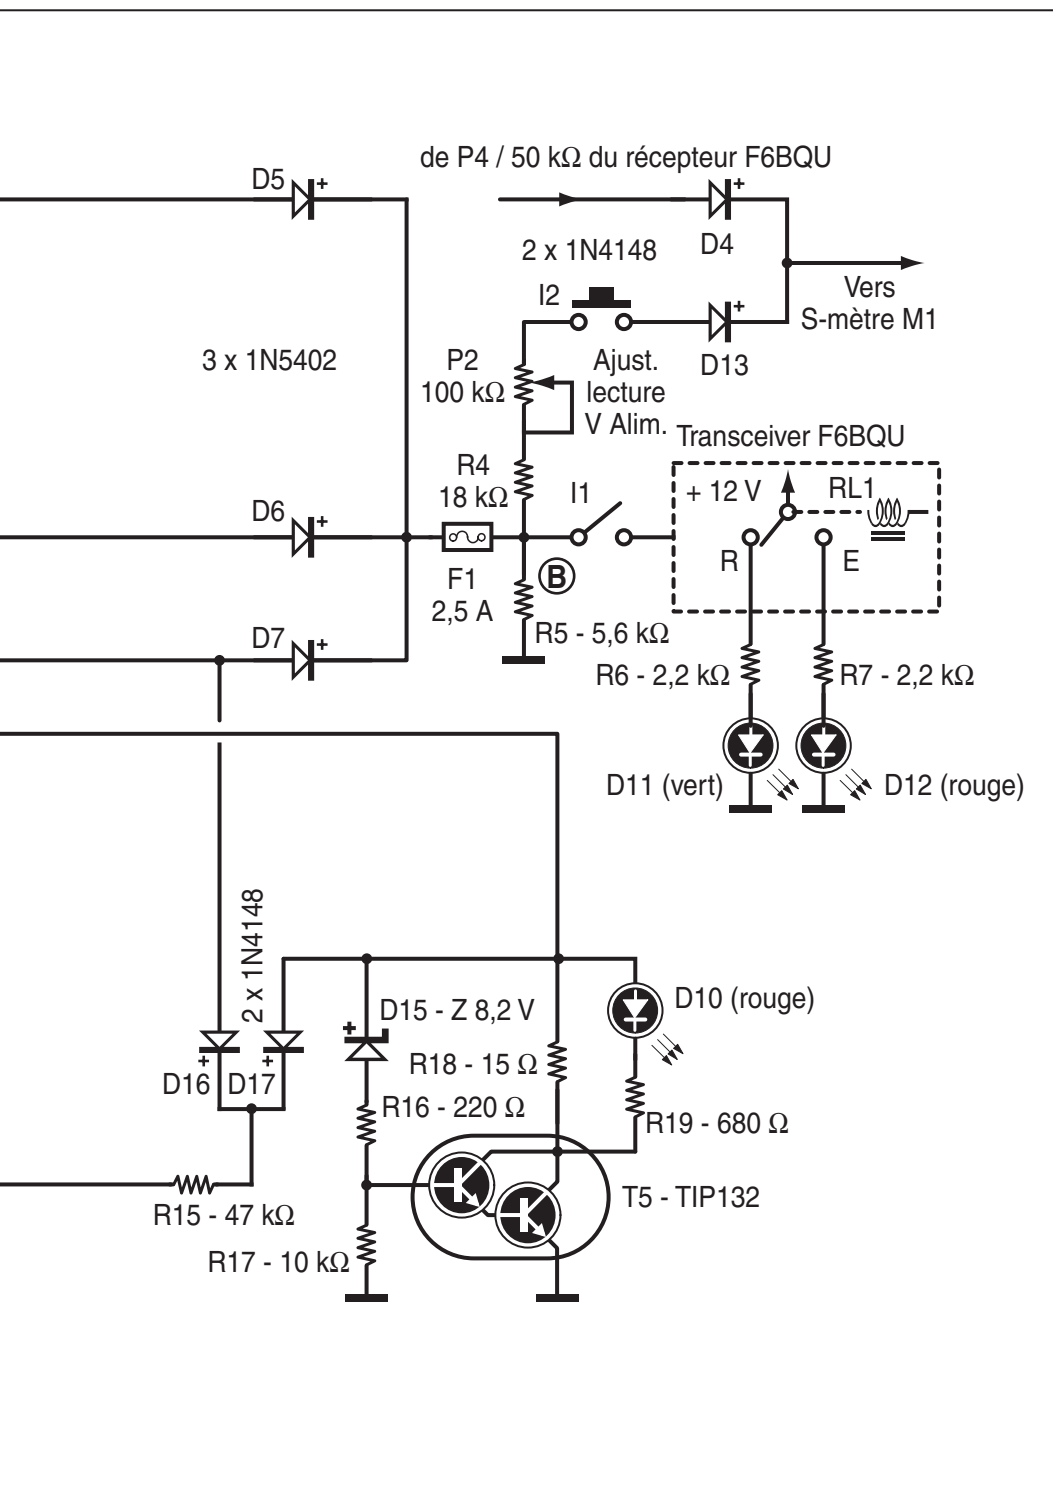 de P4 / 50 kΩ du récepteur F6BQU
D5
+
+
D4
2 x 1N4148
I2
Vers
S-mètre M1
+
D13
3 x 1N5402
P2
100 kΩ
Ajust.
lecture
V Alim.
Transceiver F6BQU
R4
18 kΩ
I1
+ 12 V
RL1
D6
+
R
E
F1
2,5 A
B
R5 - 5,6 kΩ
D7
+
R6 - 2,2 kΩ
R7 - 2,2 kΩ
D11 (vert)
D12 (rouge)
2 x 1N4148
D15 - Z 8,2 V
+
D10 (rouge)
D16
+
D17
+
R18 - 15 Ω
R16 - 220 Ω
R19 - 680 Ω
R15 - 47 kΩ
T5 - TIP132
R17 - 10 kΩ